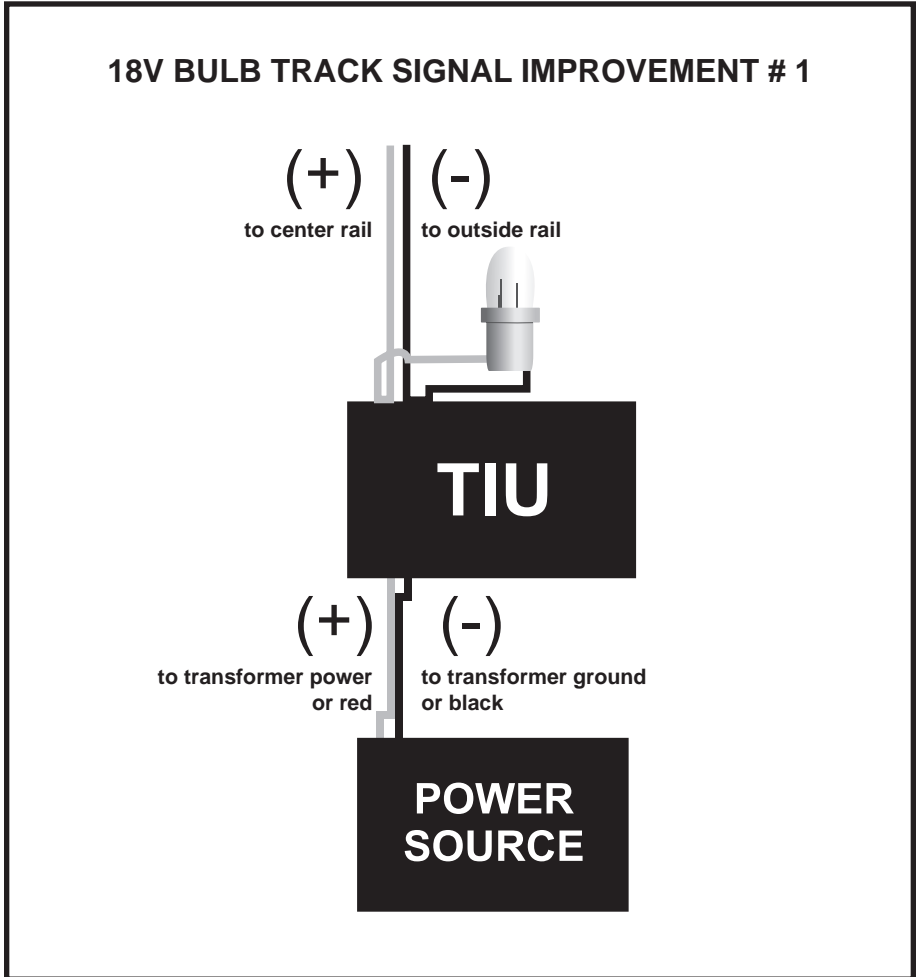 18V BULB TRACK SIGNAL IMPROVEMENT # 1
(+)
to center rail
(-)
to outside rail
TIU
(+)
to transformer power
or red
(-)
to transformer ground
or black
POWER
SOURCE